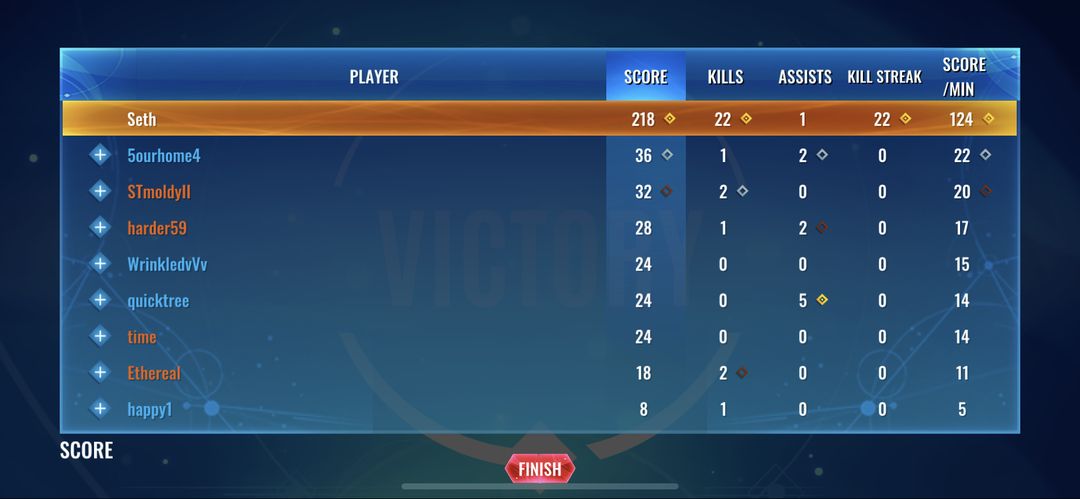 PLAYER SCORE KILLS ASSISTS KILL STREAK SCORE /MIN
Seth 218 22 1 22 124
5ourhome4 36 1 2 0 22
STmoldyII 32 2 0 0 20
harder59 28 1 2 0 17
WrinkledvVv 24 0 0 0 15
quicktree 24 0 5 0 14
time 24 0 0 0 14
Ethereal 18 2 0 0 11
happy1 8 1 0 0 5
VICTORY
SCORE
FINISH